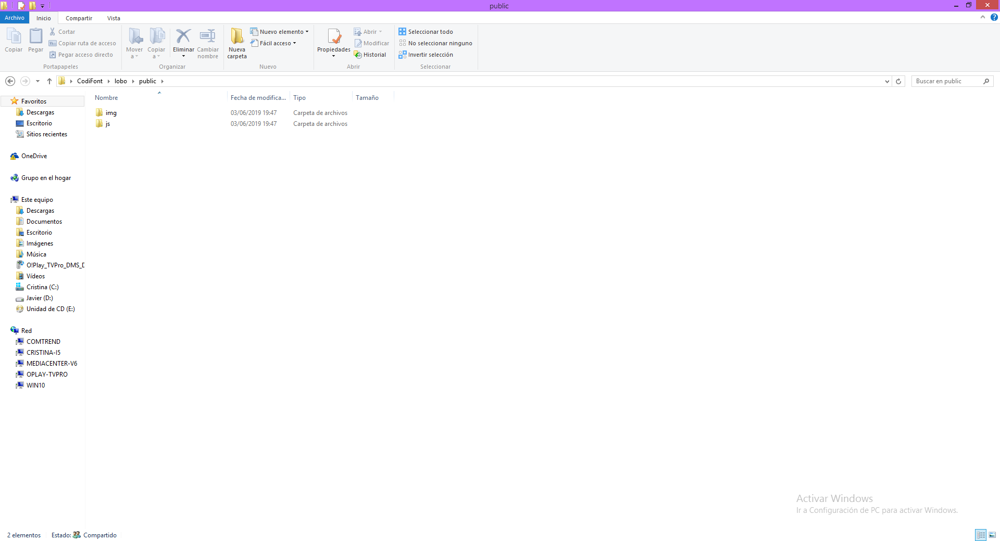 public
Archivo
Inicio
Compartir
Vista
Copiar
Pegar
Cortar
Copiar ruta de acceso
Pegar acceso directo
Portapapeles
Mover a
Copiar a
Eliminar
Cambiar nombre
Organizar
Nueva carpeta
Nuevo elemento
Fácil acceso
Nuevo
Propiedades
Abrir
Modificar
Historial
Abrir
Seleccionar todo
No seleccionar ninguno
Invertir selección
Seleccionar
CodiFont
lobo
public
Buscar en public
Favoritos
Descargas
Escritorio
Sitios recientes
OneDrive
Grupo en el hogar
Este equipo
Descargas
Documentos
Escritorio
Imágenes
Música
O!Play_TVPro_DMS_D
Vídeos
Cristina (C:)
Javier (D:)
Unidad de CD (E:)
Red
COMTREND
CRISTINA-I5
MEDIACENTER-V6
OPLAY-TVPRO
WIN10
Nombre Fecha de modifica... Tipo Tamaño
img 03/06/2019 19:47 Carpeta de archivos
js 03/06/2019 19:47 Carpeta de archivos
Activar Windows
Ir a Configuración de PC para activar Windows.
2 elementos Estado: Compartido